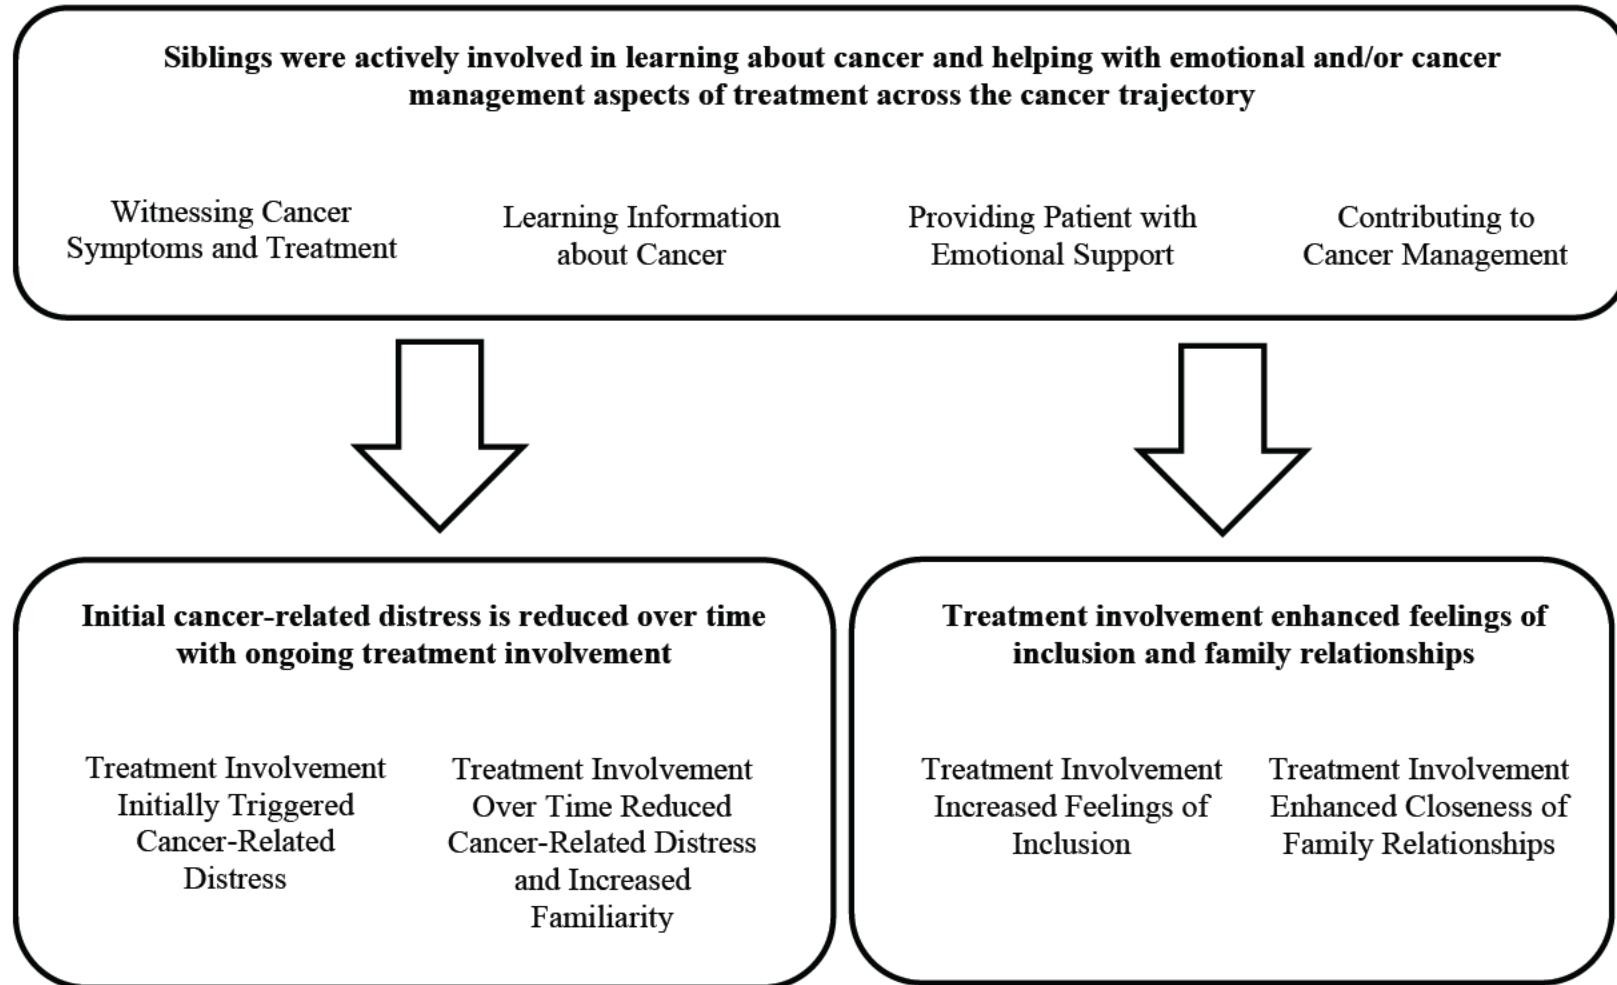 Siblings were actively involved in learning about cancer and helping with emotional and/or cancer
management aspects of treatment across the cancer trajectory
Witnessing Cancer
Symptoms and Treatment
Learning Information
about Cancer
Providing Patient with
Emotional Support
Contributing to
Cancer Management
Initial cancer-related distress is reduced over time
with ongoing treatment involvement
Treatment Involvement
Initially Triggered
Cancer-Related
Distress
Treatment Involvement
Over Time Reduced
Cancer-Related Distress
and Increased
Familiarity
Treatment involvement enhanced feelings of
inclusion and family relationships
Treatment Involvement
Increased Feelings of
Inclusion
Treatment Involvement
Enhanced Closeness of
Family Relationships